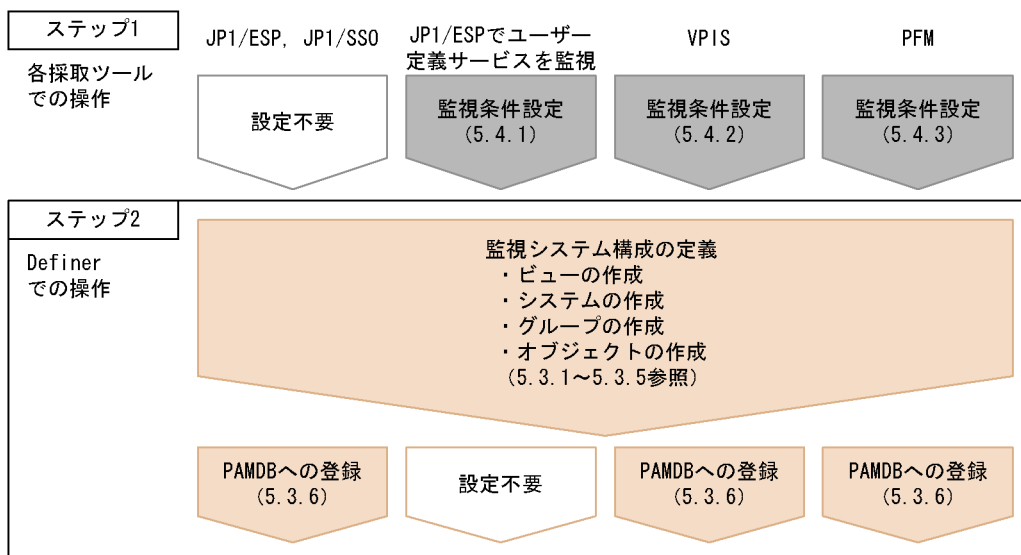 ステップ1
各採取ツール
での操作
JP1/ESP, JP1/SSO
JP1/ESPでユーザー
定義サービスを監視
VPIS
PFM
設定不要
監視条件設定
(5.4.1)
監視条件設定
(5.4.2)
監視条件設定
(5.4.3)
ステップ2
Definer
での操作
監視システム構成の定義
・ビューの作成
・システムの作成
・グループの作成
・オブジェクトの作成
(5.3.1～5.3.5参照)
PAMDBへの登録
(5.3.6)
設定不要
PAMDBへの登録
(5.3.6)
PAMDBへの登録
(5.3.6)